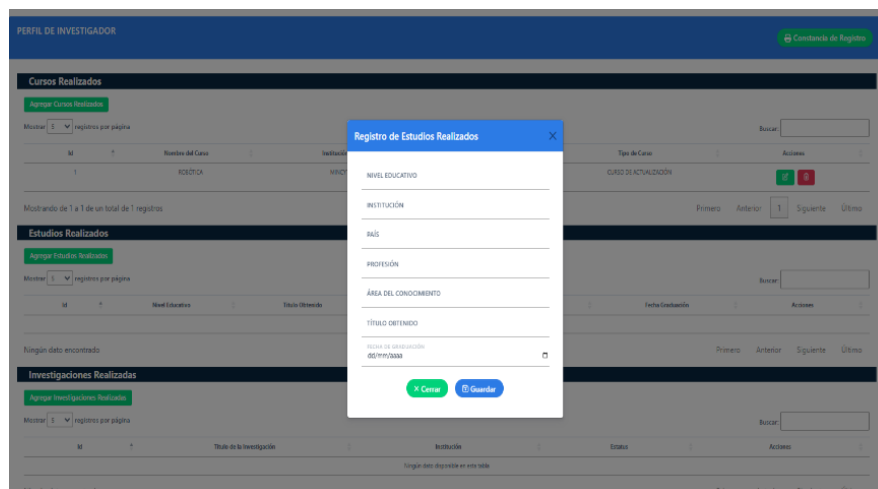 PERFIL DE INVESTIGADOR
Constancia de Registro
Cursos Realizados
Agregar Cursos Realizados
Mostrar 5 registros por página
Buscar:
Id Nombre del Curso Institución Tipo de Curso Acciones
1 ROBÓTICA CURSO DE ACTUALIZACIÓN
Mostrando de 1 a 1 de un total de 1 registros
Primero Anterior 1 Siguiente Último
Registro de Estudios Realizados
NIVEL EDUCATIVO
INSTITUCIÓN
PAÍS
PROFESIÓN
ÁREA DEL CONOCIMIENTO
TÍTULO OBTENIDO
FECHA DE GRADUACIÓN
dd/mm/aaaa
Cerrar Guardar
Estudios Realizados
Agregar Estudios Realizados
Mostrar 5 registros por página
Buscar:
Id Nivel Educativo Título Obtenido Fecha Graduación Acciones
Ningún dato encontrado
Primero Anterior Siguiente Último
Investigaciones Realizadas
Agregar Investigaciones Realizadas
Mostrar 5 registros por página
Buscar:
Id Título de la Investigación Institución Estatus Acciones
Ningún dato disponible en esta tabla